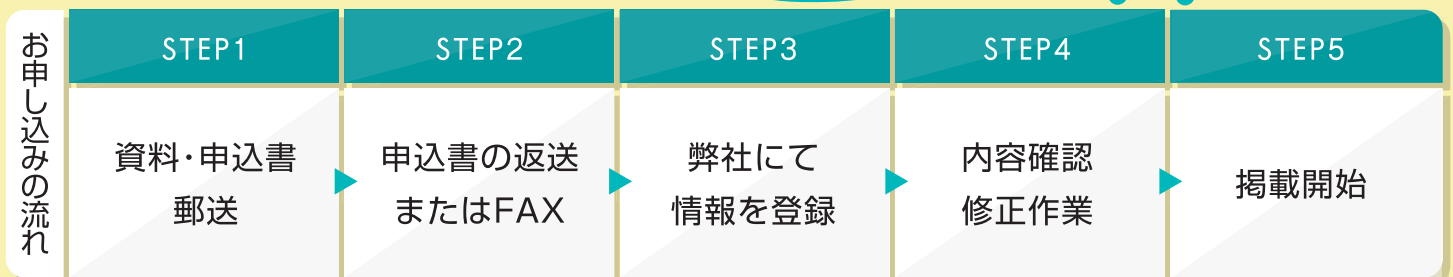 お申し込みの流れ
STEP1
資料・申込書
郵送
STEP2
申込書の返送
またはFAX
STEP3
弊社にて
情報を登録
STEP4
内容確認
修正作業
STEP5
掲載開始